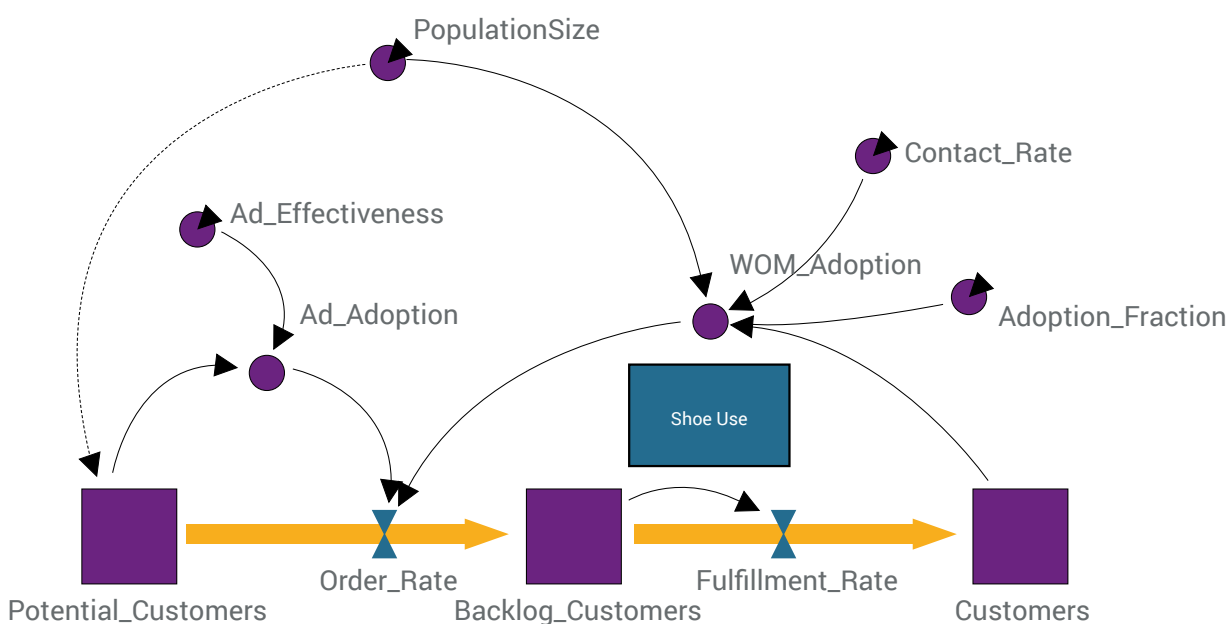 PopulationSize
Contact_Rate
Ad_Effectiveness
WOM_Adoption
Ad_Adoption
Adoption_Fraction
Shoe Use
Order_Rate
Fulfillment_Rate
Potential_Customers
Backlog_Customers
Customers